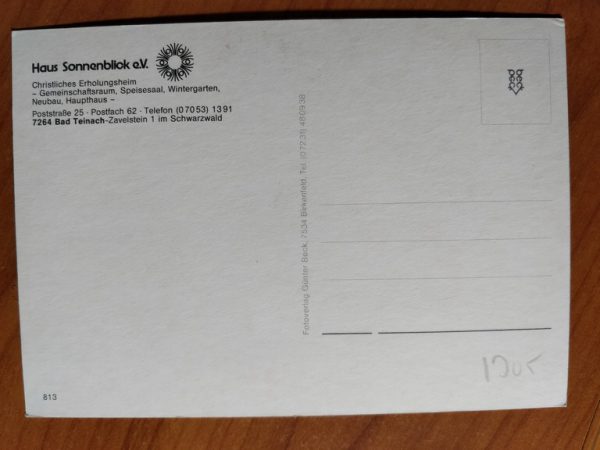 Haus Sonnenblick e.V.
Christliches Erholungsheim
– Gemeinschaftsraum, Speisesaal, Wintergarten,
Neubau, Haupthaus –
Poststraße 25 · Postfach 62 · Telefon (07053) 1391
7264 Bad Teinach-Zavelstein 1 im Schwarzwald
Fotoverlag Günter Beck, 7534 Birkenfeld, Tel. (07231) 480938
813